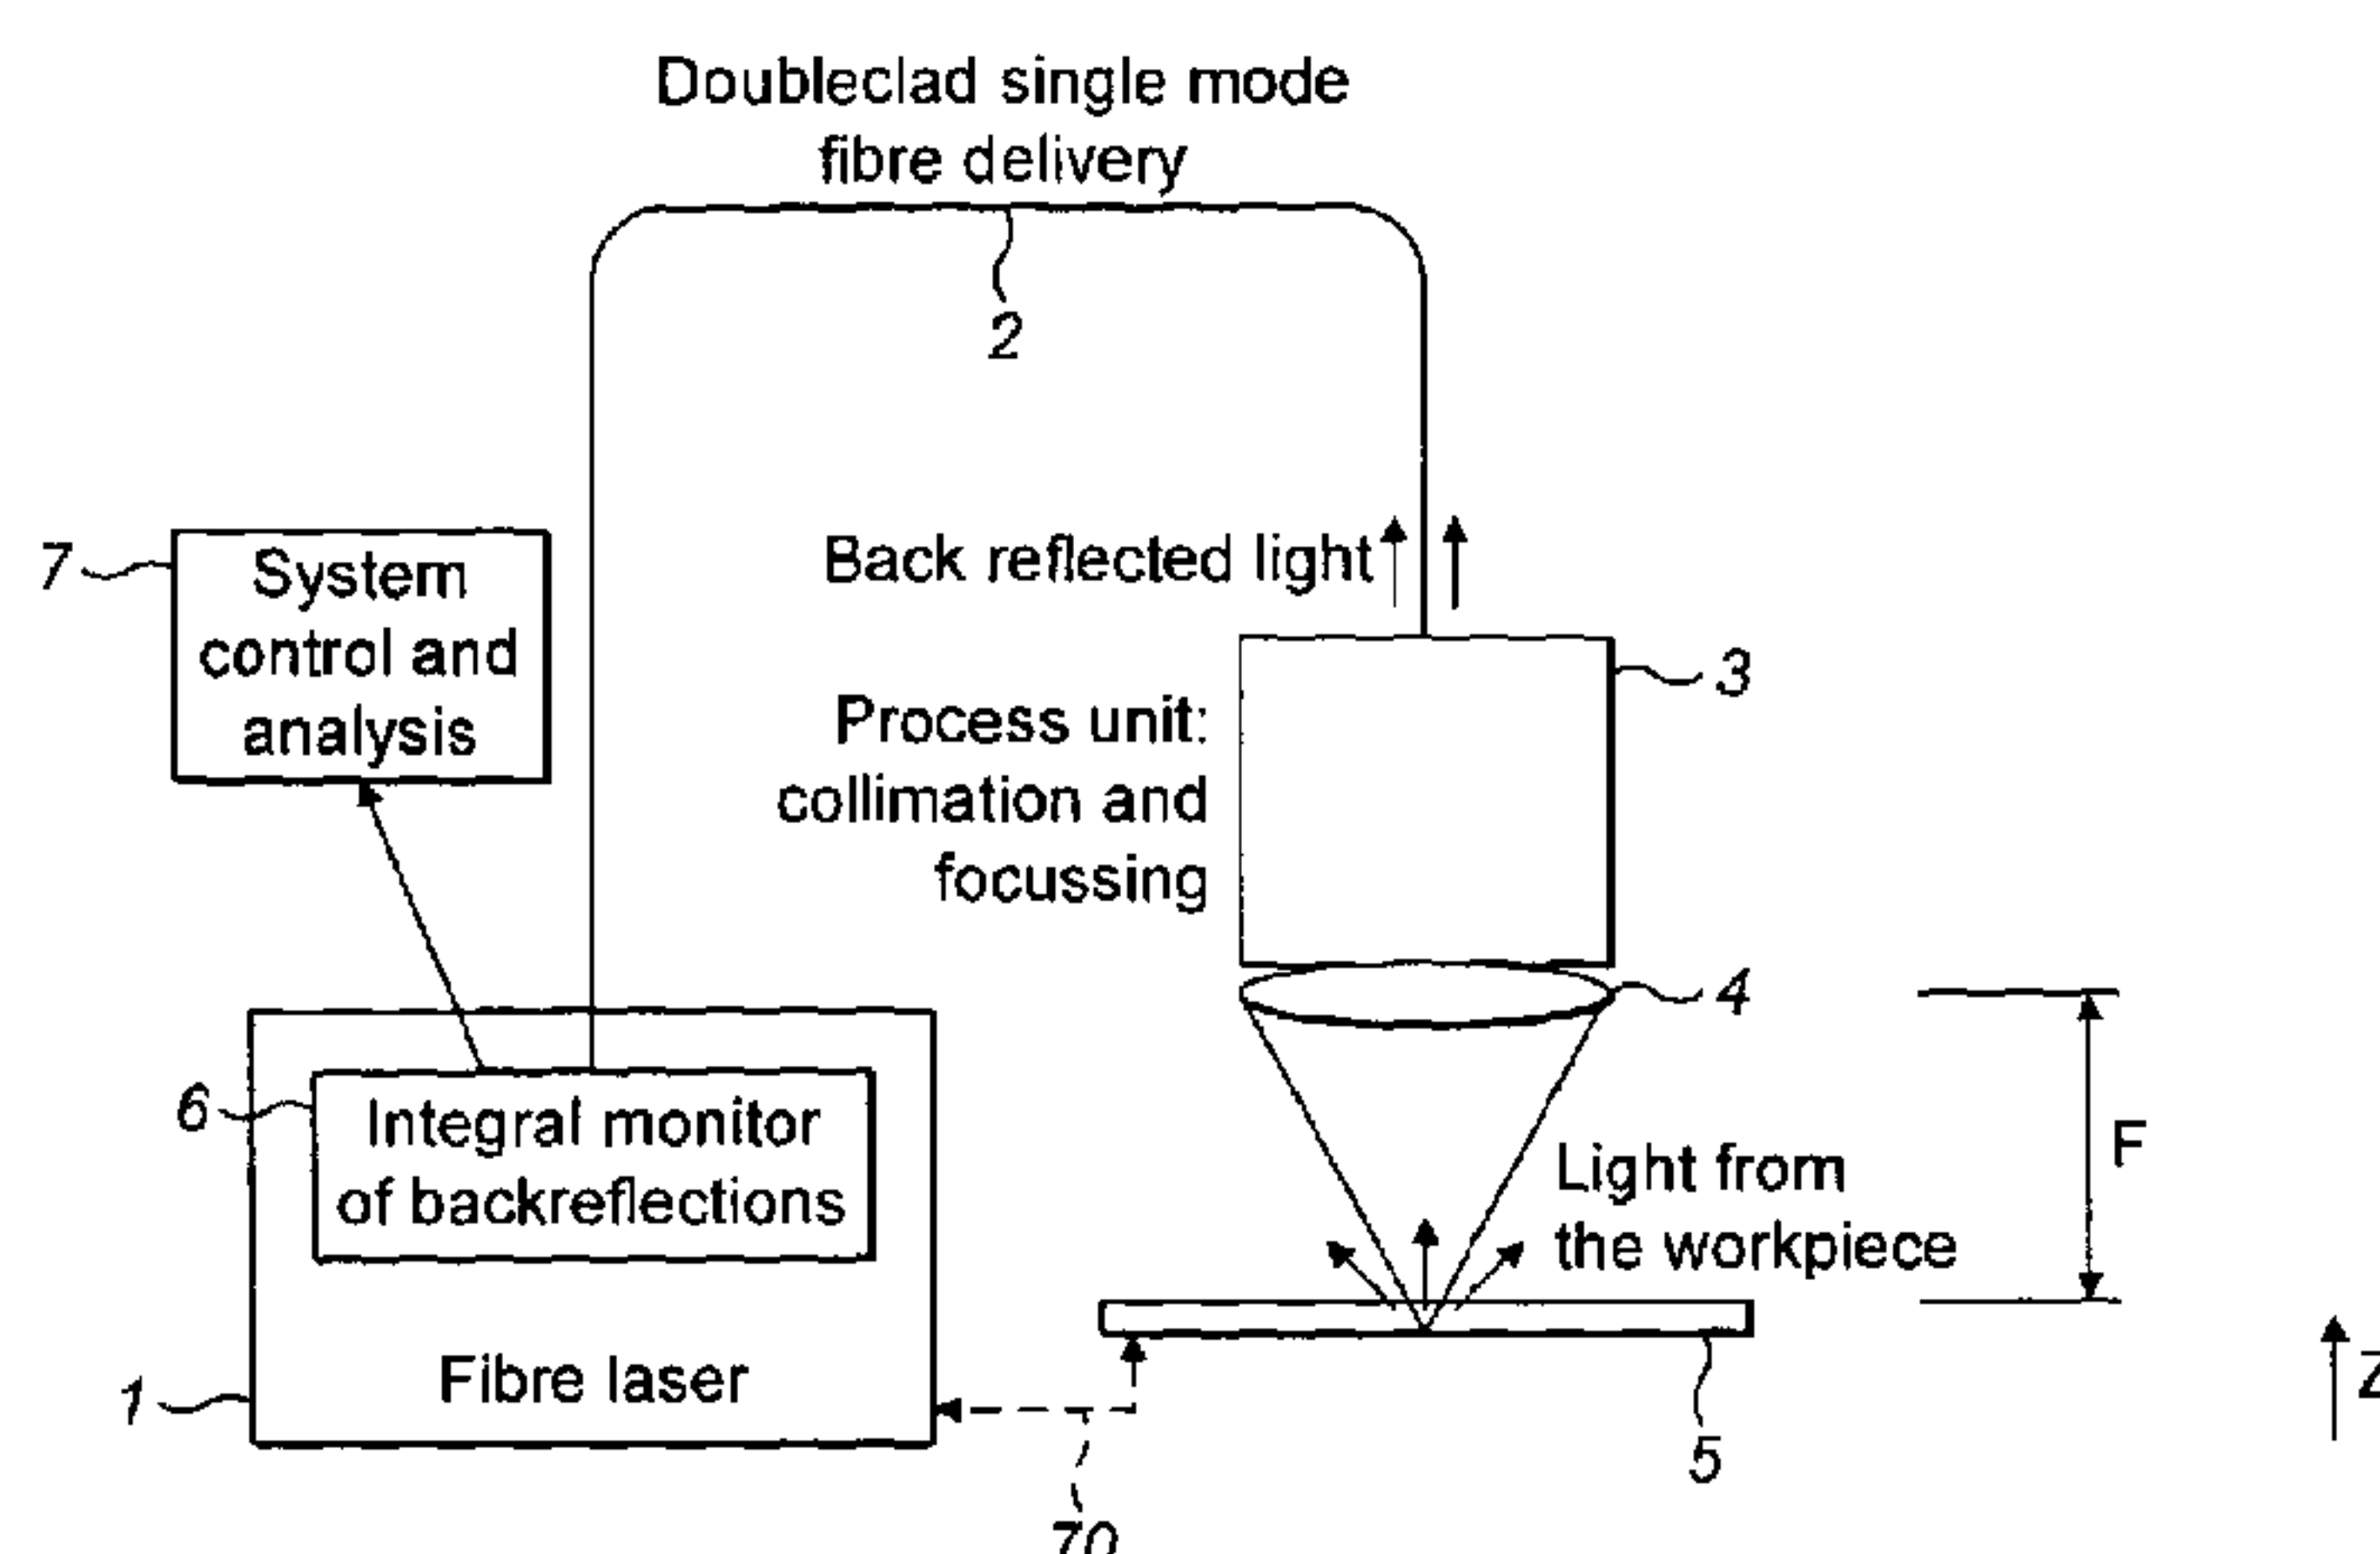 Doubleclad single mode
fibre delivery
2
7
System
control and
analysis
Back reflected light
3
Process unit:
collimation and
focussing
4
6
Integral monitor
of backreflections
F
Light from
the workpiece
Z
1
Fibre laser
5
70